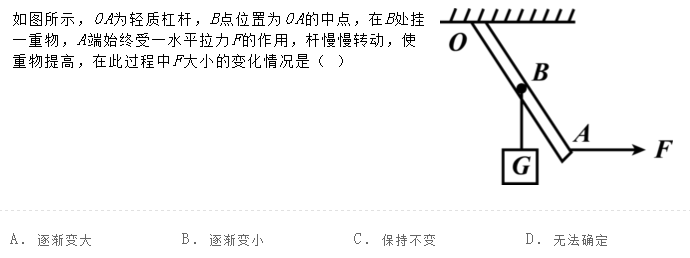 如图所示，OA为轻质杠杆，B点位置为OA的中点，在B处挂
一重物，A端始终受一水平拉力F的作用，杆慢慢转动，使
重物提高，在此过程中F大小的变化情况是（ ）
O
B
A
F
G
A. 逐渐变大
B. 逐渐变小
C. 保持不变
D. 无法确定